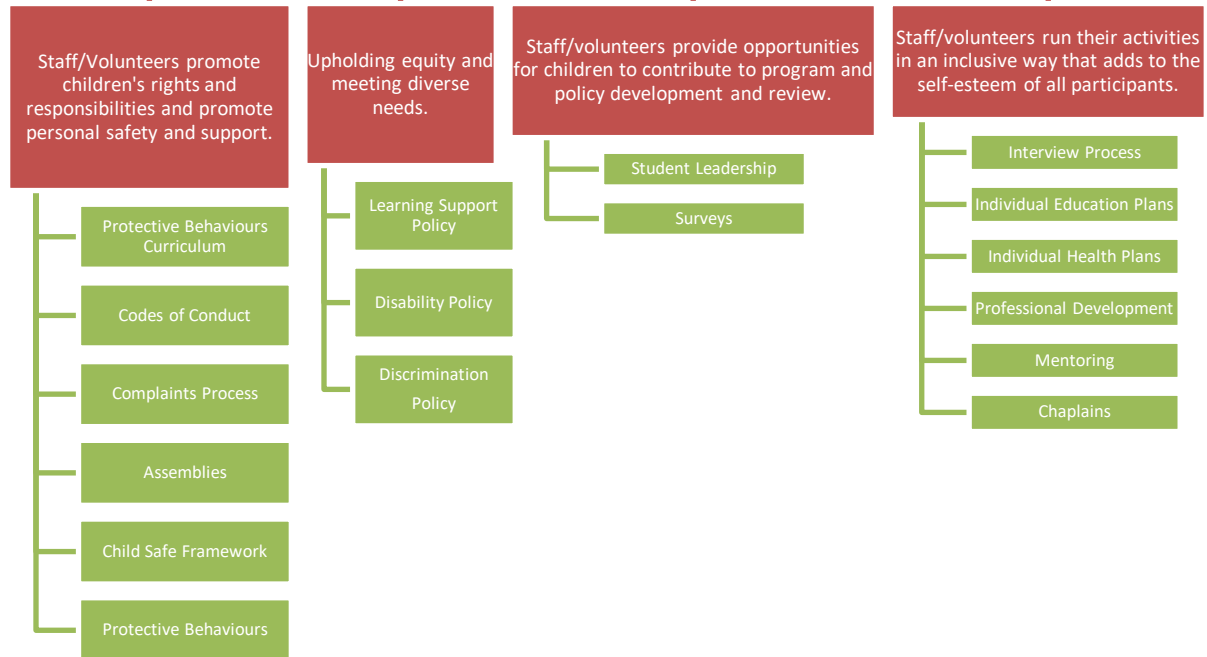 Staff/Volunteers promote
children's rights and
responsibilities and promote
personal safety and support.
Protective Behaviours
Curriculum
Codes of Conduct
Complaints Process
Assemblies
Child Safe Framework
Protective Behaviours
Upholding equity and
meeting diverse
needs.
Learning Support
Policy
Disability Policy
Discrimination
Policy
Staff/volunteers provide opportunities
for children to contribute to program and
policy development and review.
Student Leadership
Surveys
Staff/volunteers run their activities
in an inclusive way that adds to the
self-esteem of all participants.
Interview Process
Individual Education Plans
Individual Health Plans
Professional Development
Mentoring
Chaplains